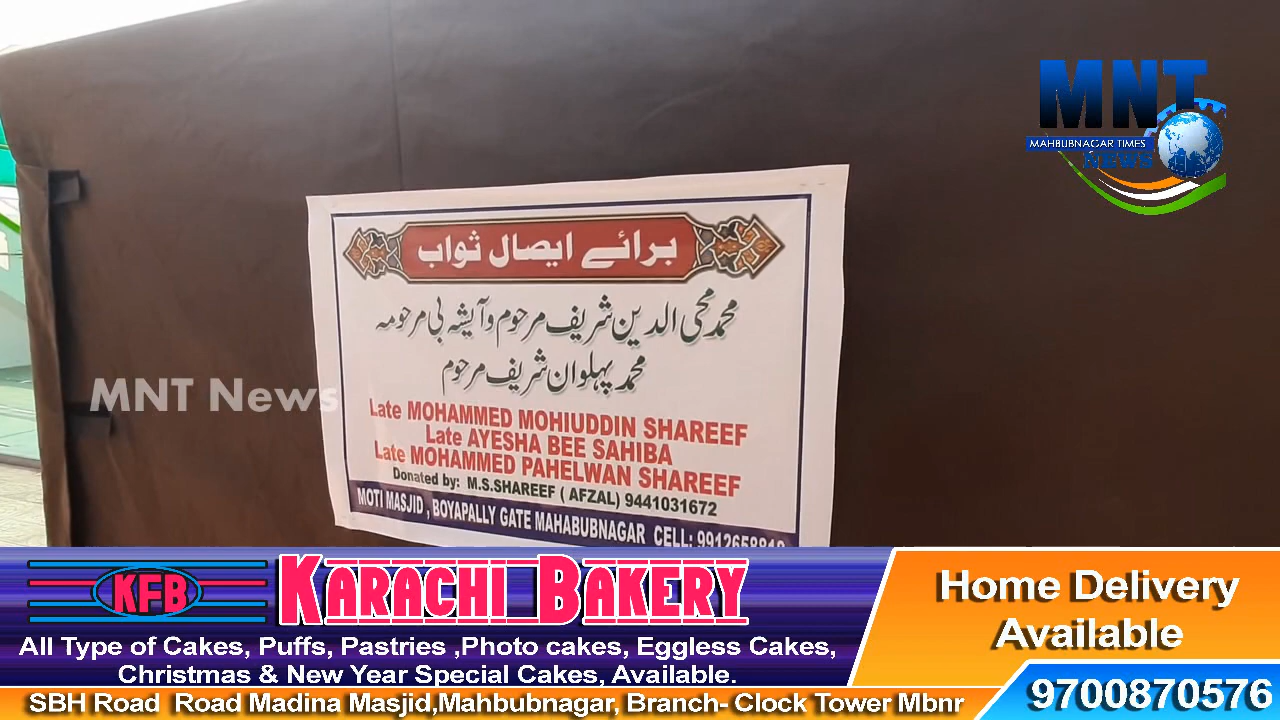 MNT
MAHBUBNAGAR TIMES
NEWS
برائے ایصال ثواب
محمد محی الدین شریف مرحوم و آیشہ بی مرحومہ
محمد پہلوان شریف مرحوم
Late MOHAMMED MOHIUDDIN SHAREEF
Late AYESHA BEE SAHIBA
Late MOHAMMED PAHELWAN SHAREEF
Donated by: M.S.SHAREEF ( AFZAL) 9441031672
MOTI MASJID , BOYAPALLY GATE MAHABUBNAGAR CELL:
MNT News
KFB
KARACHI BAKERY
All Type of Cakes, Puffs, Pastries ,Photo cakes, Eggless Cakes,
Christmas & New Year Special Cakes, Available.
SBH Road Road Madina Masjid,Mahbubnagar, Branch- Clock Tower Mbnr
Home Delivery
Available
9700870576